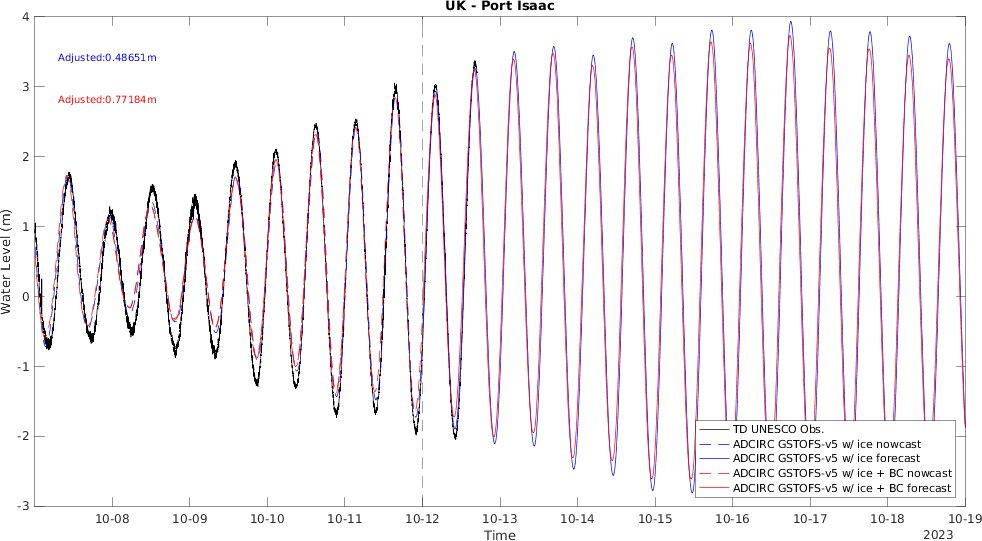 UK - Port Isaac
Adjusted:0.48651m
Adjusted:0.77184m
Water Level (m)
4
3
2
1
0
-1
-2
-3
TD UNESCO Obs.
ADCIRC GSTOFS-v5 w/ ice nowcast
ADCIRC GSTOFS-v5 w/ ice forecast
ADCIRC GSTOFS-v5 w/ ice + BC nowcast
ADCIRC GSTOFS-v5 w/ ice + BC forecast
10-08 10-09 10-10 10-11 10-12 10-13 10-14 10-15 10-16 10-17 10-18 10-19
Time
2023